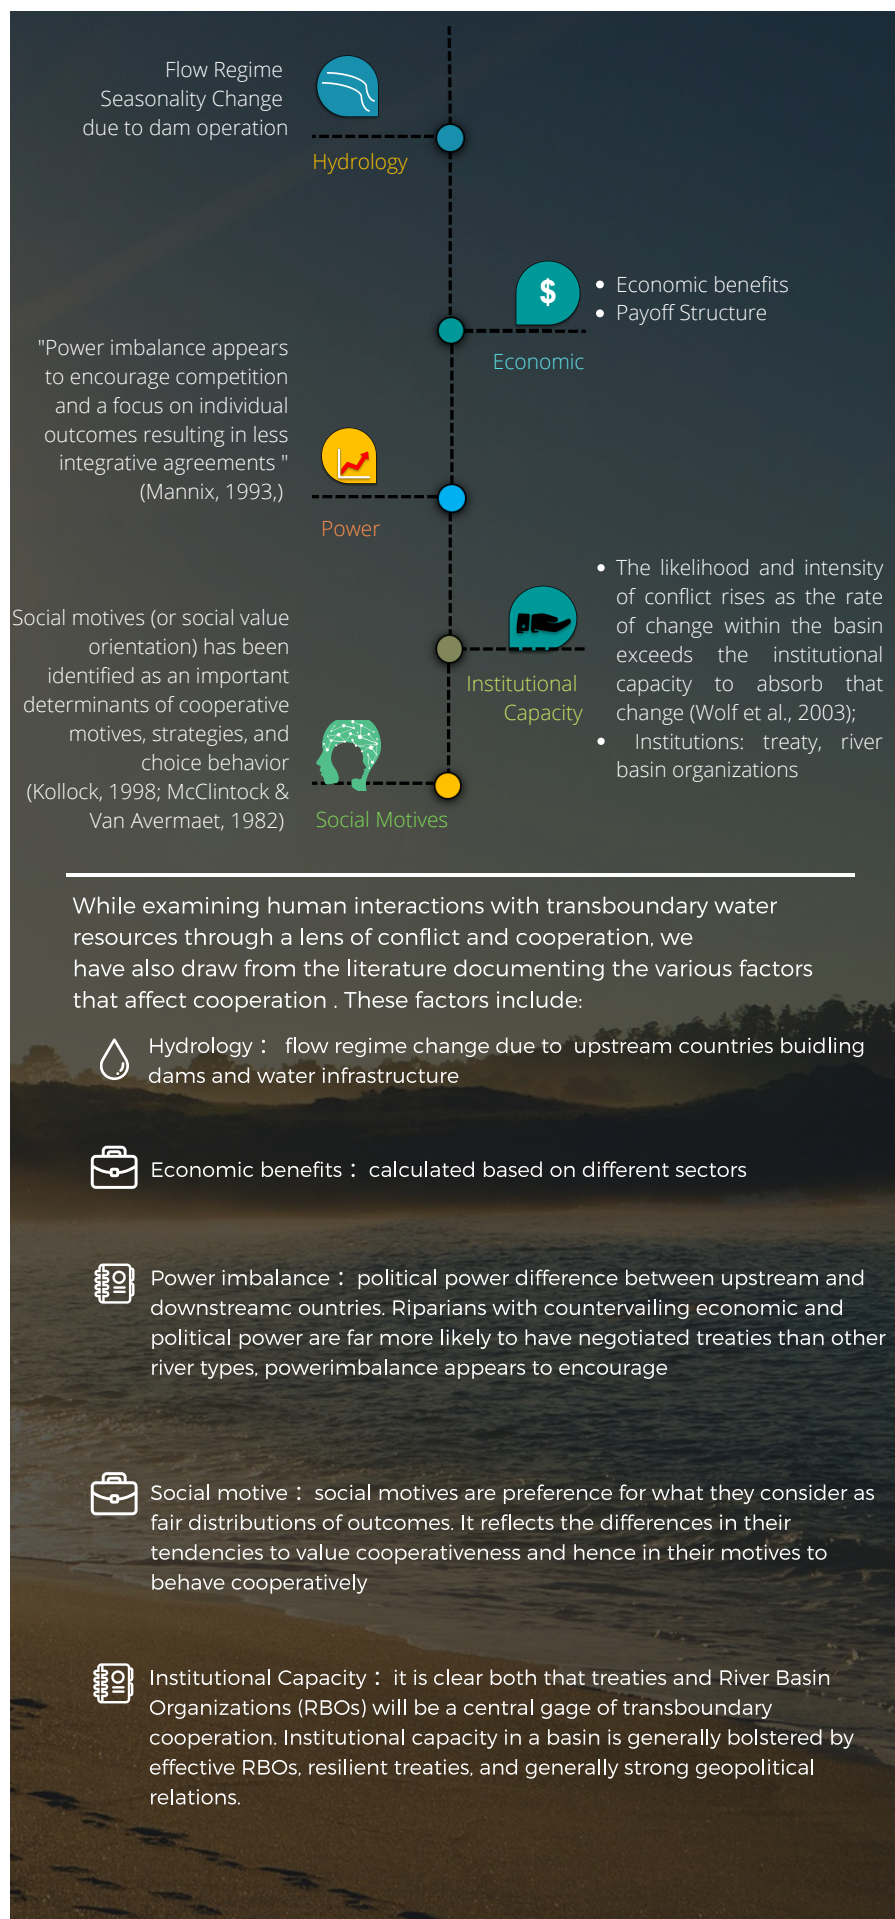 Flow Regime
Seasonality Change
due to dam operation
Hydrology
$
• Economic benefits
• Payoff Structure
Economic
"Power imbalance appears
to encourage competition
and a focus on individual
outcomes resulting in less
integrative agreements "
(Mannix, 1993,)
Power
• The likelihood and intensity
of conflict rises as the rate
of change within the basin
exceeds the institutional
capacity to absorb that
change (Wolf et al., 2003);
• Institutions: treaty, river
basin organizations
Institutional
Capacity
Social motives (or social value
orientation) has been
identified as an important
determinants of cooperative
motives, strategies, and
choice behavior
(Kollock, 1998; McClintock &
Van Avermaet, 1982)
Social Motives
While examining human interactions with transboundary water
resources through a lens of conflict and cooperation, we
have also draw from the literature documenting the various factors
that affect cooperation . These factors include:
Hydrology： flow regime change due to upstream countries buidling
dams and water infrastructure
Economic benefits： calculated based on different sectors
Power imbalance： political power difference between upstream and
downstreamc ountries. Riparians with countervailing economic and
political power are far more likely to have negotiated treaties than other
river types, powerimbalance appears to encourage
Social motive： social motives are preference for what they consider as
fair distributions of outcomes. It reflects the differences in their
tendencies to value cooperativeness and hence in their motives to
behave cooperatively
Institutional Capacity： it is clear both that treaties and River Basin
Organizations (RBOs) will be a central gage of transboundary
cooperation. Institutional capacity in a basin is generally bolstered by
effective RBOs, resilient treaties, and generally strong geopolitical
relations.